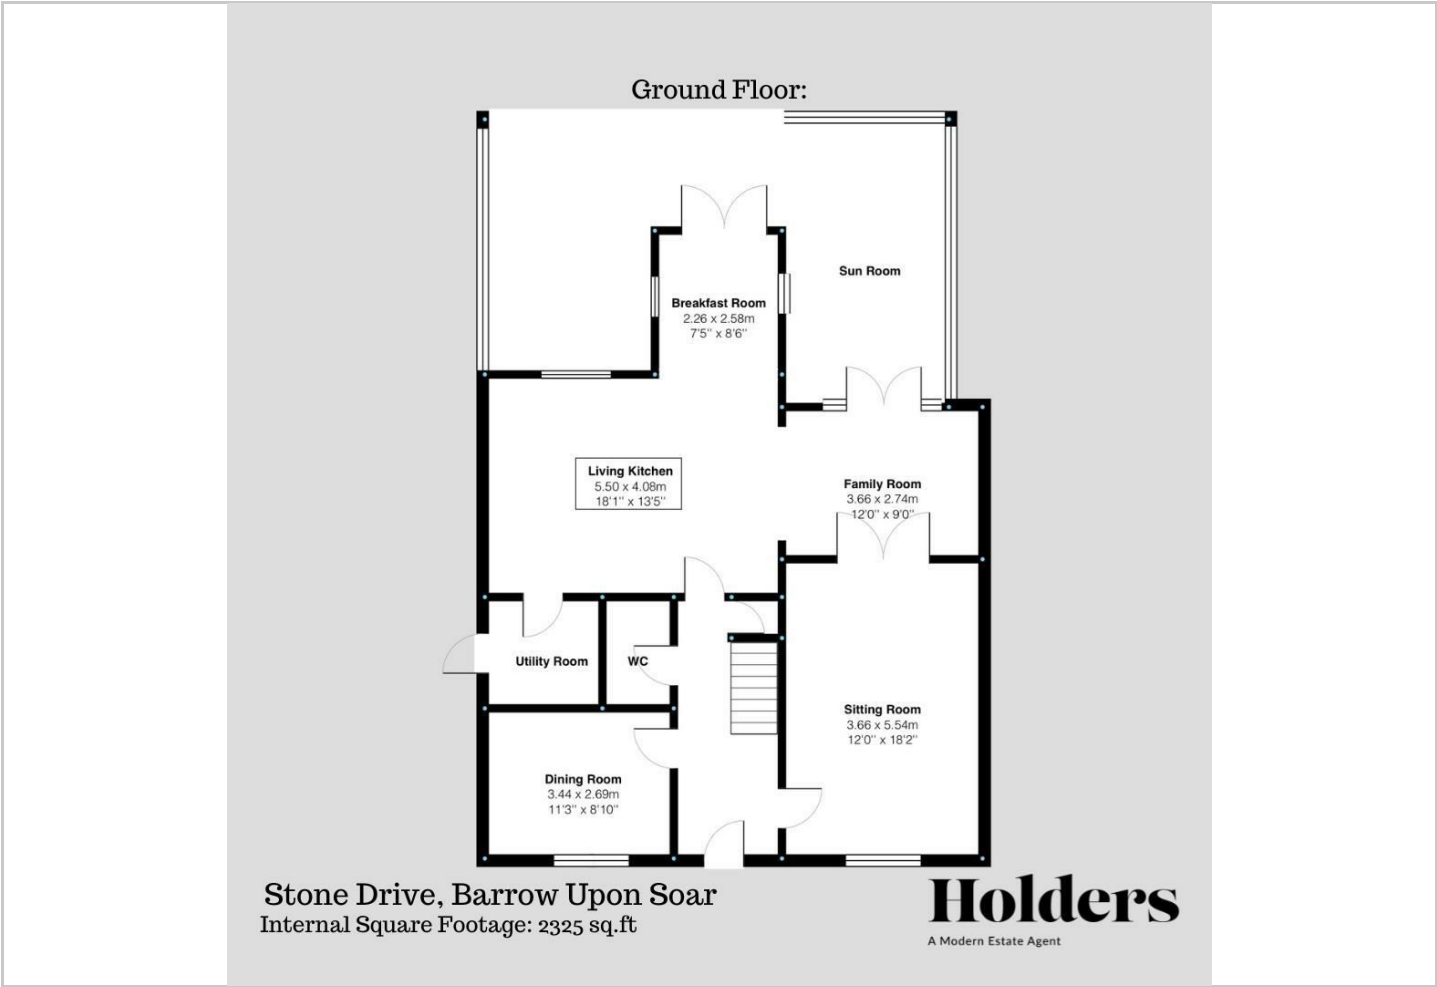 Ground Floor:
Sun Room
Breakfast Room
2.26 x 2.58m
7'5'' x 8'6''
Living Kitchen
5.50 x 4.08m
18'1'' x 13'5''
Family Room
3.66 x 2.74m
12'0'' x 9'0''
Utility Room
WC
Sitting Room
3.66 x 5.54m
12'0'' x 18'2''
Dining Room
3.44 x 2.69m
11'3'' x 8'10''
Stone Drive, Barrow Upon Soar
Internal Square Footage: 2325 sq.ft
Holders
A Modern Estate Agent